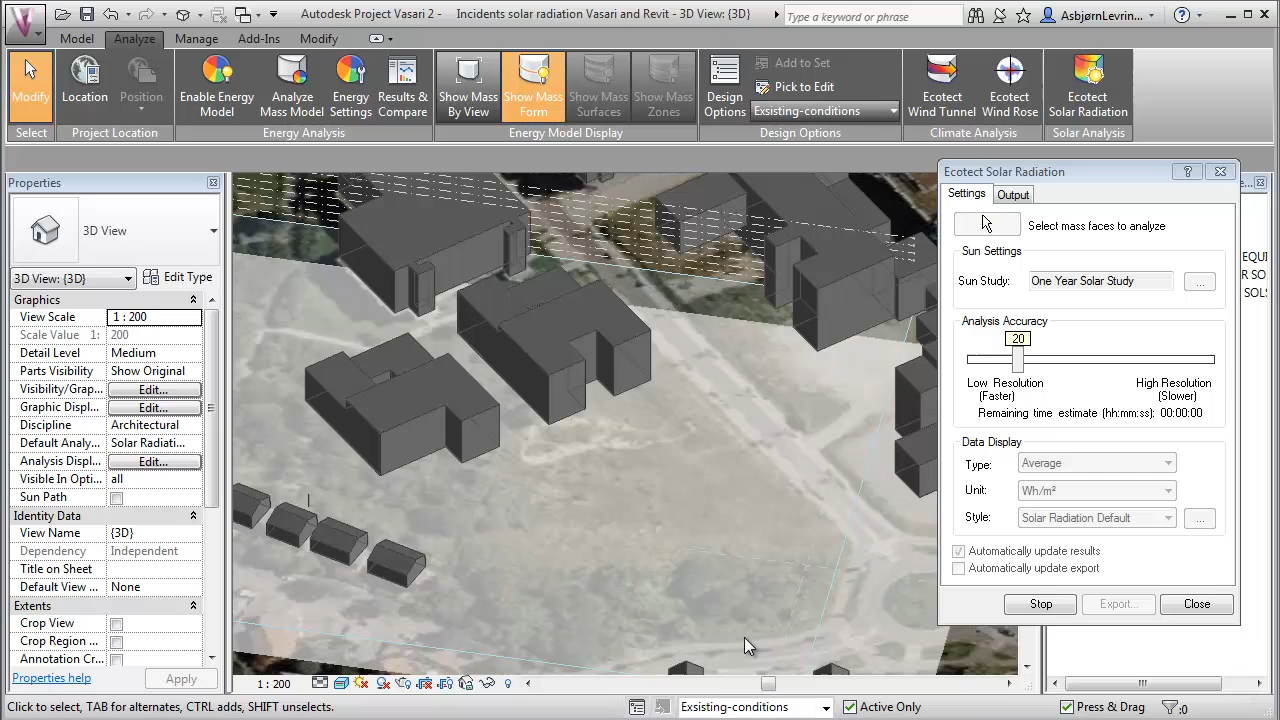 Autodesk Project Vasari 2 - Incidents solar radiation Vasari and Revit - 3D View: {3D}
Type a keyword or phrase
AsbjørnLevrin...
Model Analyze Manage Add-Ins Modify
Modify
Location
Position
Enable Energy Model
Analyze Mass Model
Energy Settings
Results & Compare
Show Mass By View
Show Mass Form
Show Mass Surfaces
Show Mass Zones
Design Options
Add to Set
Pick to Edit
Existing-conditions
Ecotect Wind Tunnel
Ecotect Wind Rose
Ecotect Solar Radiation
Select Project Location Energy Analysis Energy Model Display Design Options Climate Analysis Solar Analysis
Properties
3D View
3D View: {3D} Edit Type
Graphics
View Scale 1 : 200
Scale Value 1: 200
Detail Level Medium
Parts Visibility Show Original
Visibility/Grap... Edit...
Graphic Displ... Edit...
Discipline Architectural
Default Analy... Solar Radiati...
Analysis Displ... Edit...
Visible In Opti... all
Sun Path
Identity Data
View Name {3D}
Dependency Independent
Title on Sheet
Default View ... None
Extents
Crop View
Crop Region ...
Annotation Cr...
Properties help Apply
Ecotect Solar Radiation
Settings Output
Select mass faces to analyze
Sun Settings
Sun Study: One Year Solar Study ...
Analysis Accuracy
20
Low Resolution High Resolution
(Faster) (Slower)
Remaining time estimate (hh:mm:ss): 00:00:00
Data Display
Type: Average
Unit: Wh/m²
Style: Solar Radiation Default ...
Automatically update results
Automatically update export
Stop Export... Close
e...
EQUI
R SO
SOL
1 : 200
Click to select, TAB for alternates, CTRL adds, SHIFT unselects.
Existing-conditions
Active Only
Press & Drag
:0